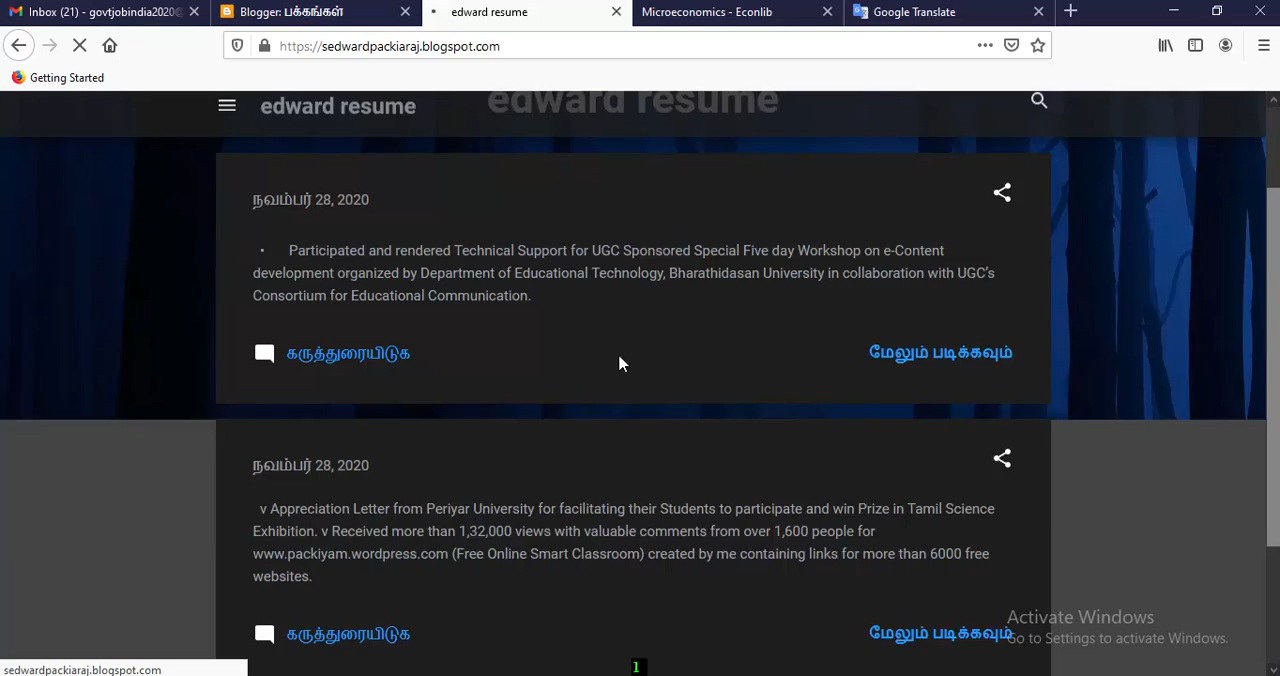 Inbox (21) - govtjobindia2020@
Blogger: பக்கங்கள்
edward resume
Microeconomics - Econlib
Google Translate
https://sedwardpackiaraj.blogspot.com
Getting Started
edward resume
edward resume
நவம்பர் 28, 2020
• Participated and rendered Technical Support for UGC Sponsored Special Five day Workshop on e-Content
development organized by Department of Educational Technology, Bharathidasan University in collaboration with UGC's
Consortium for Educational Communication.
கருத்துரையிடுக
மேலும் படிக்கவும்
நவம்பர் 28, 2020
v Appreciation Letter from Periyar University for facilitating their Students to participate and win Prize in Tamil Science
Exhibition. v Received more than 1,32,000 views with valuable comments from over 1,600 people for
www.packiyam.wordpress.com (Free Online Smart Classroom) created by me containing links for more than 6000 free
websites.
கருத்துரையிடுக
மேலும் படிக்கவும்
Activate Windows
Go to Settings to activate Windows.
sedwardpackiaraj.blogspot.com
1